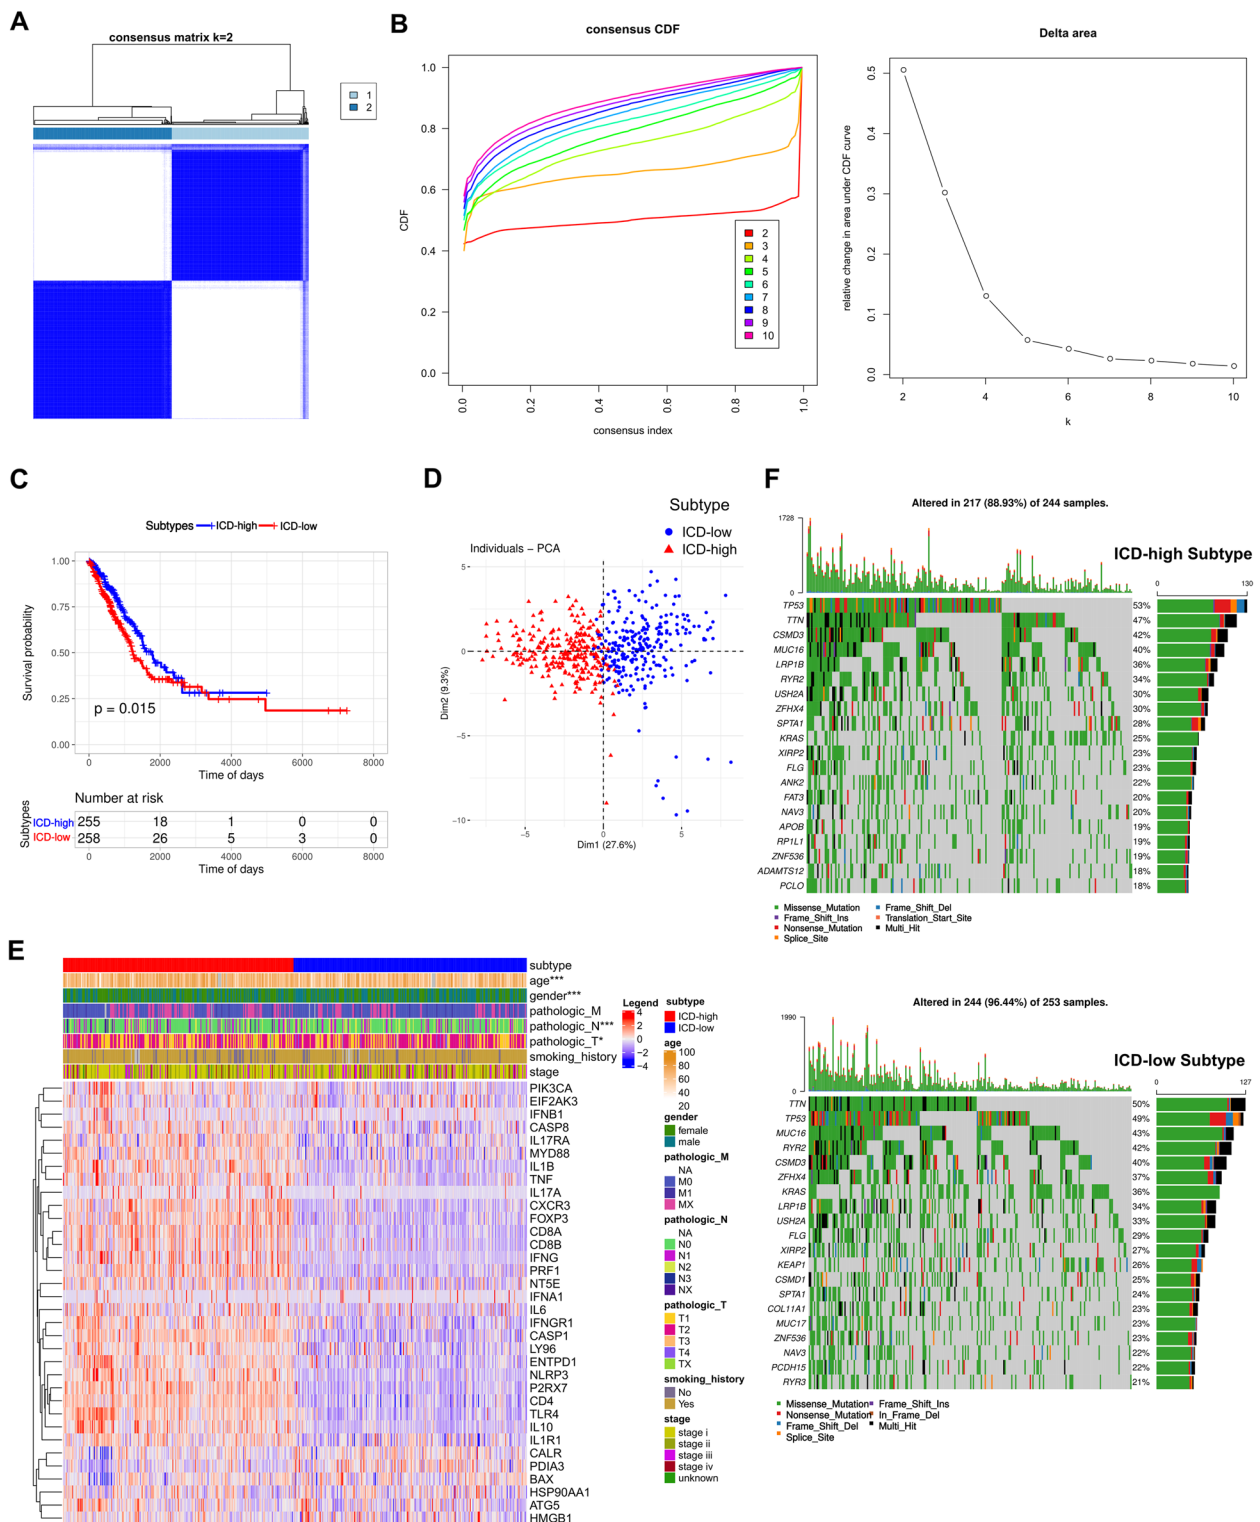 A
consensus matrix k=2
1
2
B
consensus CDF
CDF
1.0
0.8
0.6
0.4
0.2
0.0
0.0
0.2
0.4
0.6
0.8
1.0
consensus index
2
3
4
5
6
7
8
9
10
Delta area
relative change in area under CDF curve
0.5
0.4
0.3
0.2
0.1
0.0
2
4
6
8
10
k
C
Subtypes ICD-high ICD-low
Survival probability
1.00
0.75
0.50
0.25
0.00
p = 0.015
0 2000 4000 6000 8000
Time of days
Number at risk
Subtypes
ICD-high 255 18 1 0 0
ICD-low 258 26 5 3 0
0 2000 4000 6000 8000
Time of days
D
Subtype
ICD-low
ICD-high
Individuals − PCA
Dim2 (9.3%)
5
0
−5
−10
−5 0 5
Dim1 (27.6%)
E
subtype
age***
gender***
pathologic_M
pathologic_N***
pathologic_T*
smoking_history
stage
PIK3CA
EIF2AK3
IFNB1
CASP8
IL17RA
MYD88
IL1B
TNF
IL17A
CXCR3
FOXP3
CD8A
CD8B
IFNG
PRF1
NT5E
IFNA1
IL6
IFNGR1
CASP1
LY96
ENTPD1
NLRP3
P2RX7
CD4
TLR4
IL10
IL1R1
CALR
PDIA3
BAX
HSP90AA1
ATG5
HMGB1
Legend
4
2
0
−2
−4
subtype
ICD-high
ICD-low
age
100
80
60
40
20
gender
female
male
pathologic_M
NA
M0
M1
MX
pathologic_N
NA
N0
N1
N2
N3
NX
pathologic_T
T1
T2
T3
T4
TX
smoking_history
No
Yes
stage
stage i
stage ii
stage iii
stage iv
unknown
F
Altered in 217 (88.93%) of 244 samples.
ICD-high Subtype
1728
0
0 130
TP53 53%
TTN 47%
CSMD3 42%
MUC16 40%
LRP1B 36%
RYR2 34%
USH2A 30%
ZFHX4 30%
SPTA1 28%
KRAS 25%
XIRP2 23%
FLG 23%
ANK2 22%
FAT3 20%
NAV3 20%
APOB 19%
RP1L1 19%
ZNF536 19%
ADAMTS12 18%
PCLO 18%
Missense_Mutation Frame_Shift_Del
Frame_Shift_Ins Translation_Start_Site
Nonsense_Mutation Multi_Hit
Splice_Site
Altered in 244 (96.44%) of 253 samples.
ICD-low Subtype
1990
0
0 127
TTN 50%
TP53 49%
MUC16 43%
RYR2 42%
CSMD3 40%
ZFHX4 37%
KRAS 36%
LRP1B 34%
USH2A 33%
FLG 29%
XIRP2 27%
KEAP1 26%
CSMD1 25%
SPTA1 24%
COL11A1 23%
MUC17 23%
ZNF536 23%
NAV3 22%
PCDH15 22%
RYR3 21%
Missense_Mutation Frame_Shift_Ins
Nonsense_Mutation In_Frame_Del
Frame_Shift_Del Multi_Hit
Splice_Site